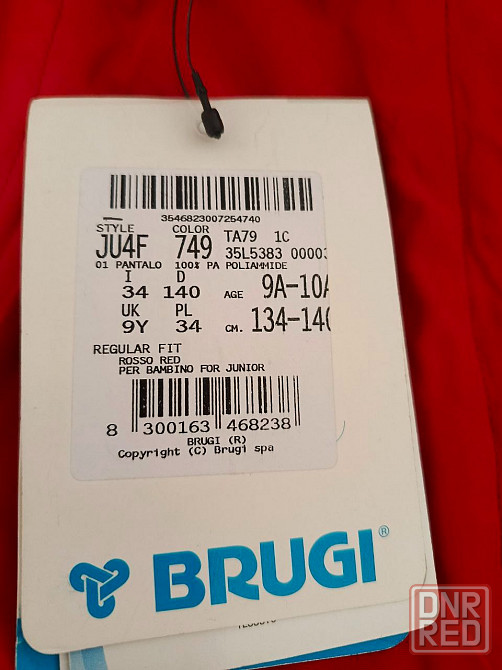 3546823007254740
STYLE COLOR TA79 1C
JU4F 749 35L5383 00003
01 PANTALO 100% PA POLIAMMIDE
I D
34 140 AGE 9A-10A
UK PL
9Y 34 CM. 134-140
REGULAR FIT
ROSSO RED
PER BAMBINO FOR JUNIOR
8 300163 468238
BRUGI (R)
Copyright (C) Brugi spa
BRUGI®
DNR
RED